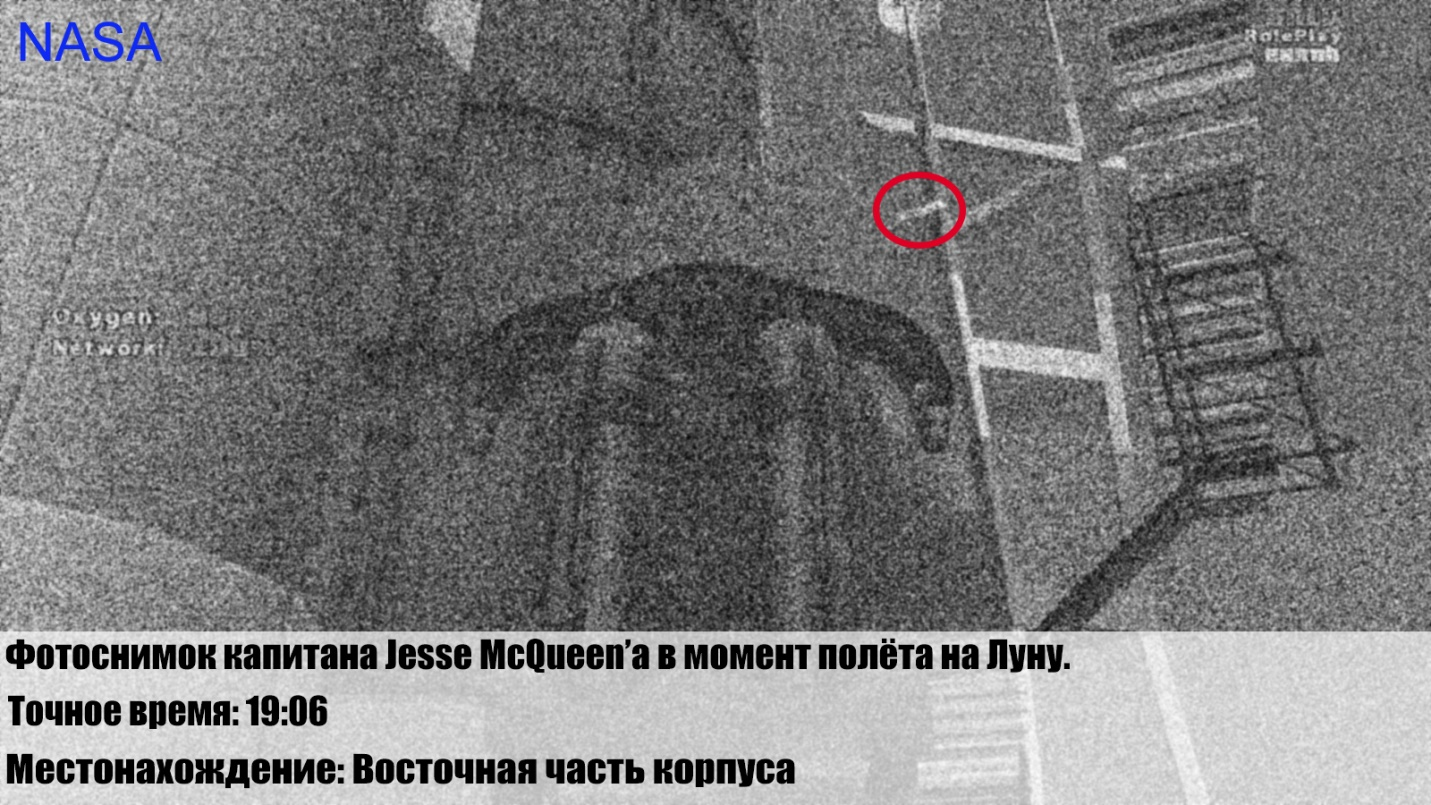 NASA
RolePlay
Oxygen:
Network:
Фотоснимок капитана Jesse McQueen’а в момент полёта на Луну.
Точное время: 19:06
Местонахождение: Восточная часть корпуса